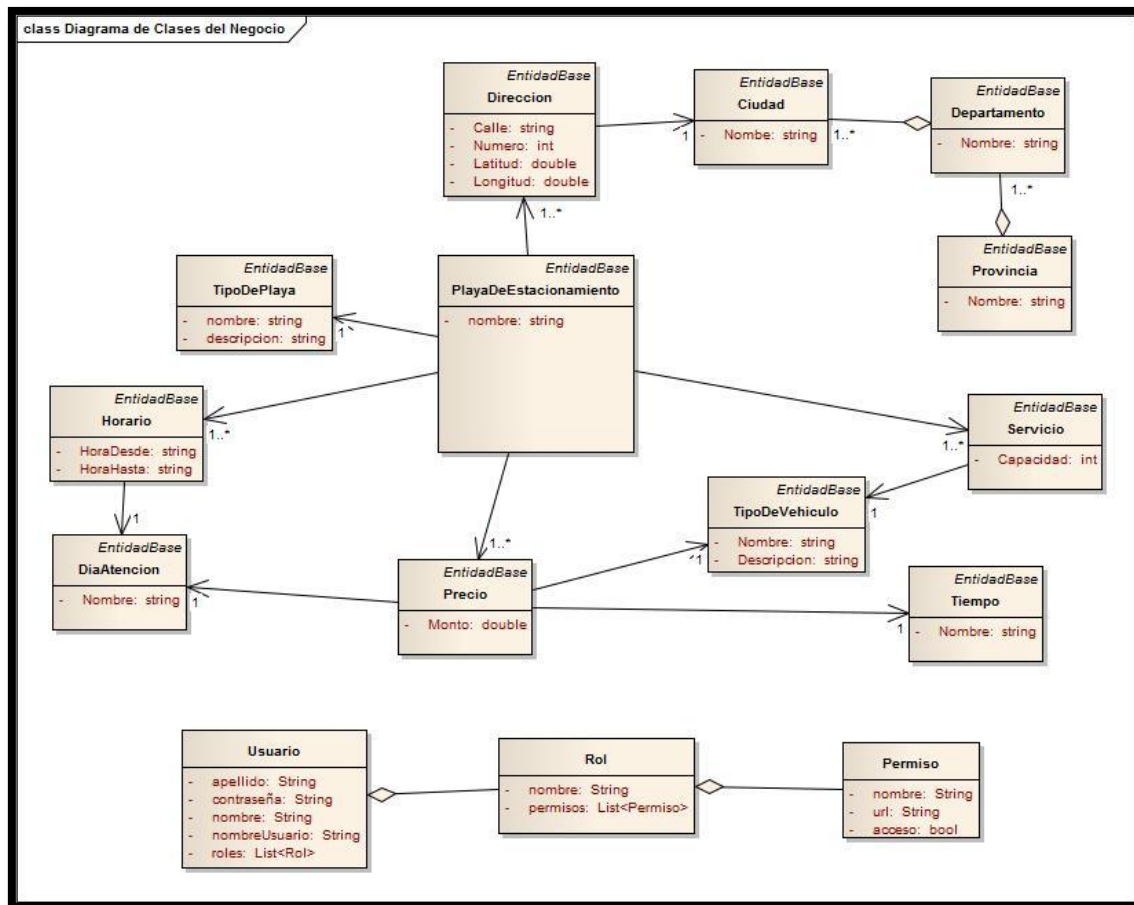 class Diagrama de Clases del Negocio
EntidadBase
Direccion
- Calle: string
- Numero: int
- Latitud: double
- Longitud: double
EntidadBase
Ciudad
- Nombe: string
EntidadBase
Departamento
- Nombre: string
1
1..*
1..*
1..*
EntidadBase
Provincia
- Nombre: string
EntidadBase
TipoDePlaya
- nombre: string
- descripcion: string
EntidadBase
PlayaDeEstacionamiento
- nombre: string
1
EntidadBase
Horario
- HoraDesde: string
- HoraHasta: string
1..*
EntidadBase
Servicio
- Capacidad: int
1..*
EntidadBase
TipoDeVehiculo
- Nombre: string
- Descripcion: string
1
1
1
EntidadBase
DiaAtencion
- Nombre: string
1
1..*
EntidadBase
Precio
- Monto: double
EntidadBase
Tiempo
- Nombre: string
1
Usuario
- apellido: String
- contraseña: String
- nombre: String
- nombreUsuario: String
- roles: List<Rol>
Rol
- nombre: String
- permisos: List<Permiso>
Permiso
- nombre: String
- url: String
- acceso: bool